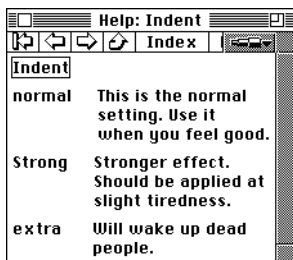 Help: Indent
Index
Indent
normal This is the normal
setting. Use it
when you feel good.
Strong Stronger effect.
Should be applied at
slight tiredness.
extra Will wake up dead
people.